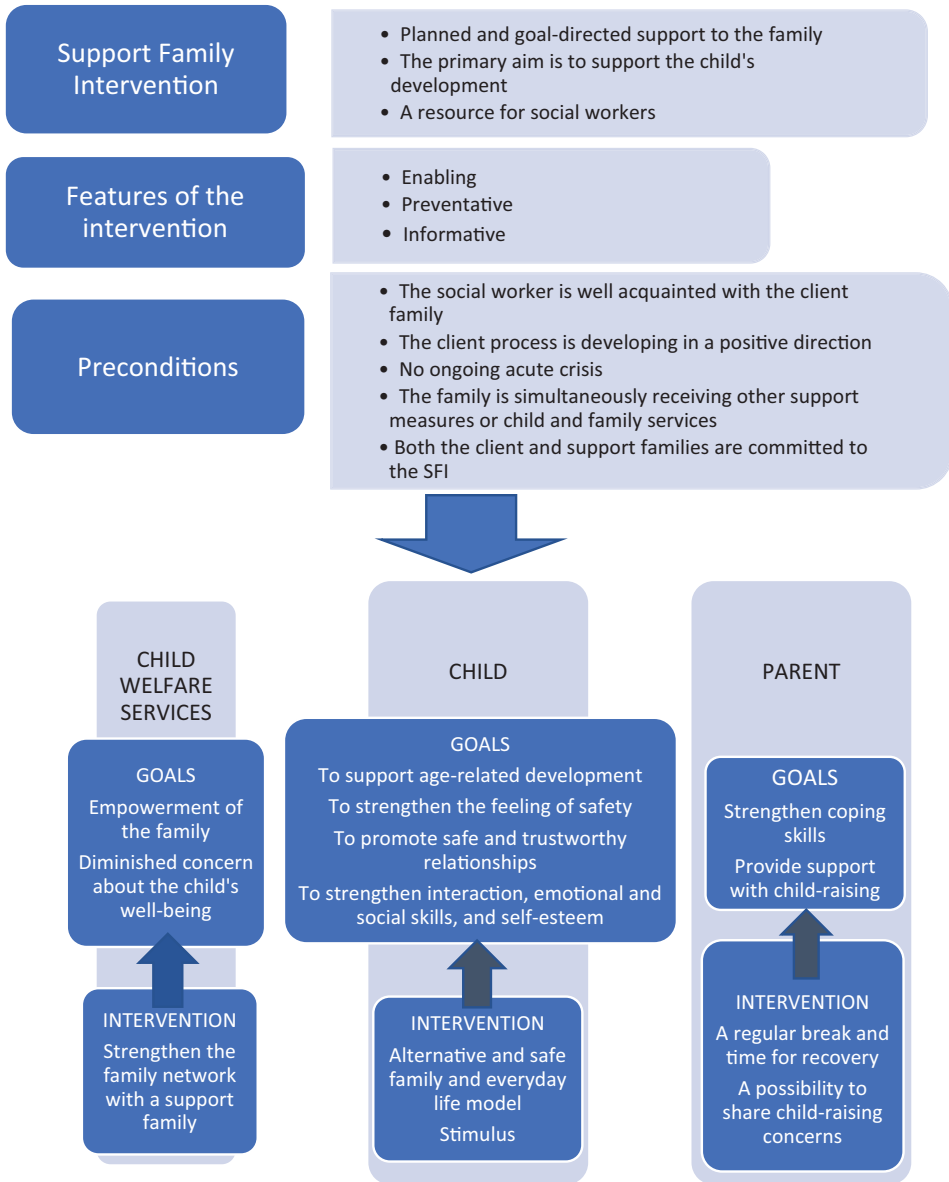 Support Family
Intervention
• Planned and goal-directed support to the family
• The primary aim is to support the child's
development
• A resource for social workers
Features of the
intervention
• Enabling
• Preventative
• Informative
Preconditions
• The social worker is well acquainted with the client
family
• The client process is developing in a positive direction
• No ongoing acute crisis
• The family is simultaneously receiving other support
measures or child and family services
• Both the client and support families are committed to
the SFI
CHILD
WELFARE
SERVICES
GOALS
Empowerment of
the family
Diminished concern
about the child's
well-being
INTERVENTION
Strengthen the
family network
with a support
family
CHILD
GOALS
To support age-related development
To strengthen the feeling of safety
To promote safe and trustworthy
relationships
To strengthen interaction, emotional and
social skills, and self-esteem
INTERVENTION
Alternative and safe
family and everyday
life model
Stimulus
PARENT
GOALS
Strengthen coping
skills
Provide support
with child-raising
INTERVENTION
A regular break and
time for recovery
A possibility to
share child-raising
concerns